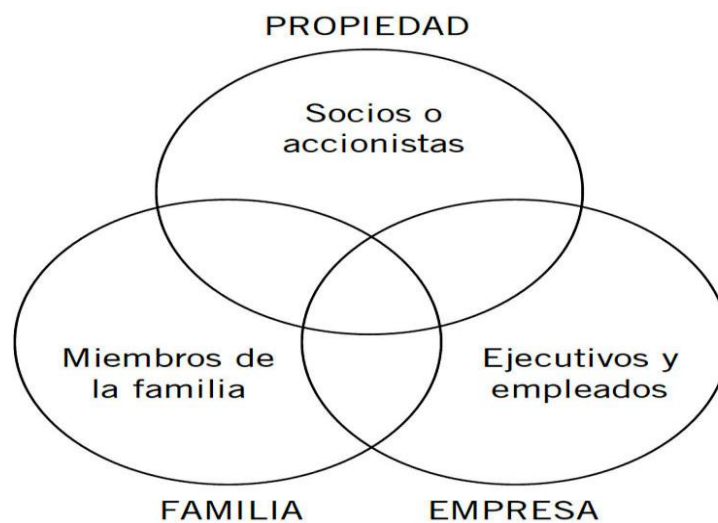 PROPIEDAD
Socios o
accionistas
Miembros de
la familia
Ejecutivos y
empleados
FAMILIA
EMPRESA